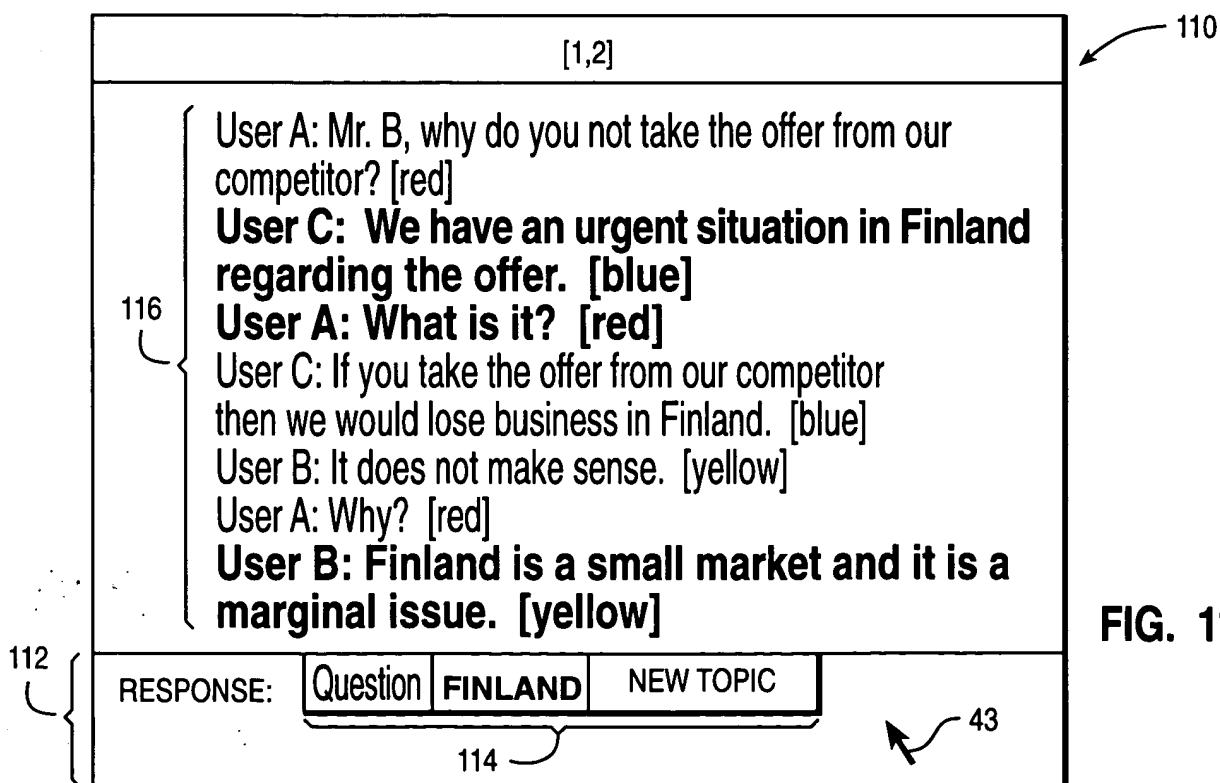 110
[1,2]
User A: Mr. B, why do you not take the offer from our
competitor? [red]
User C: We have an urgent situation in Finland
regarding the offer. [blue]
116
User A: What is it? [red]
User C: If you take the offer from our competitor
then we would lose business in Finland. [blue]
User B: It does not make sense. [yellow]
User A: Why? [red]
User B: Finland is a small market and it is a
marginal issue. [yellow]
FIG. 1
112
RESPONSE: Question FINLAND NEW TOPIC
114
43